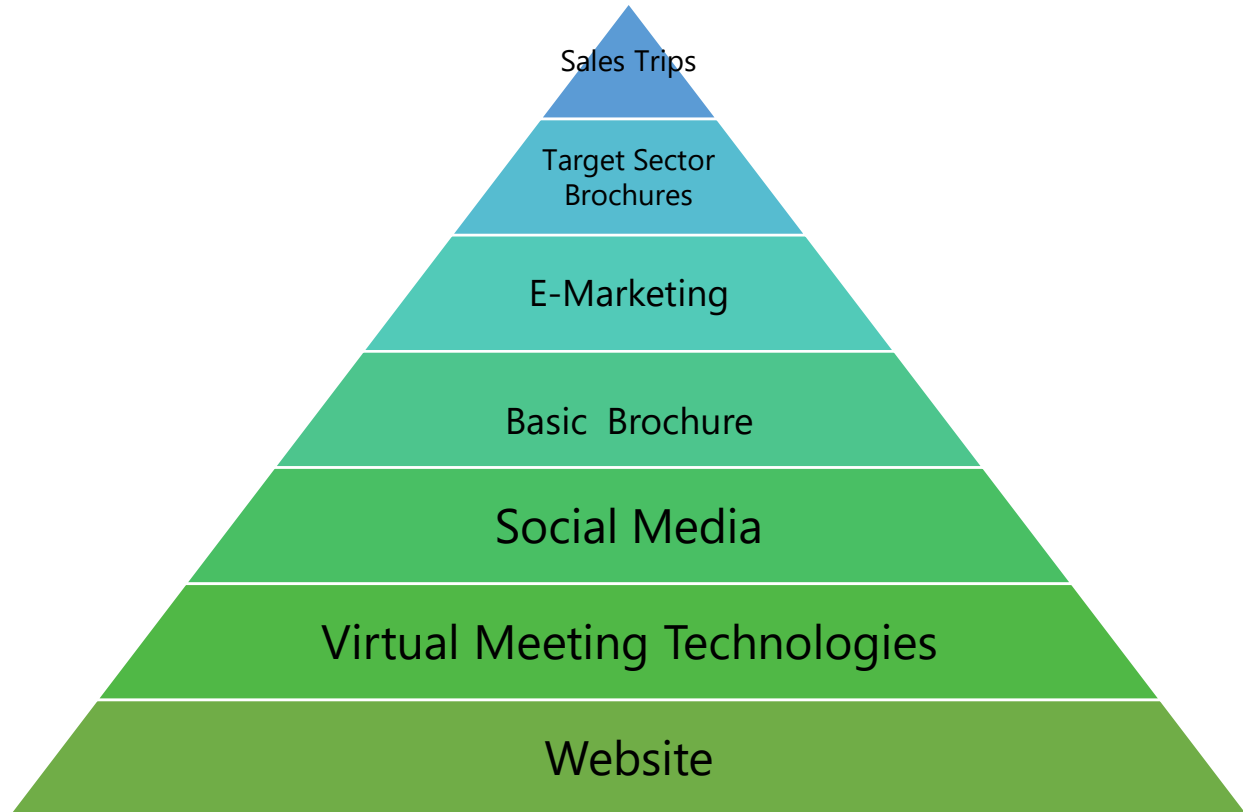 Sales Trips
Target Sector
Brochures
E-Marketing
Basic  Brochure
Social Media
Virtual Meeting Technologies
Website